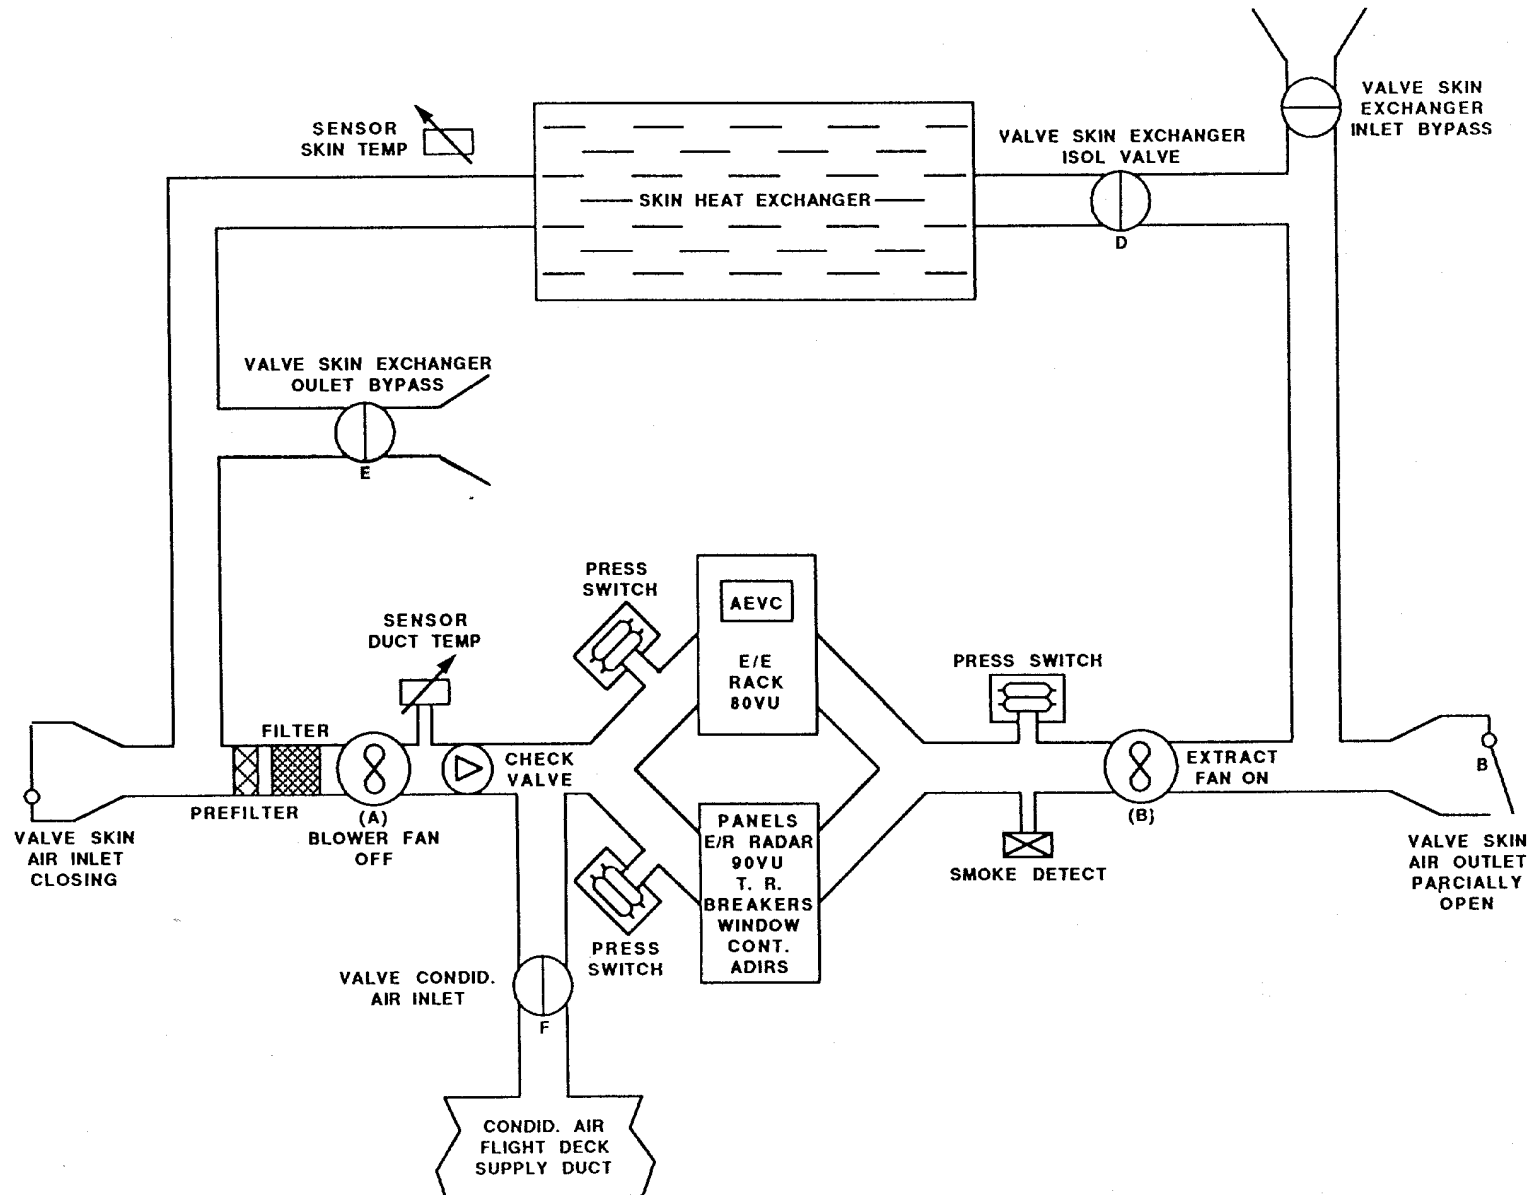 VALVE SKIN
EXCHANGER
INLET BYPASS
SENSOR
SKIN TEMP
VALVE SKIN EXCHANGER
ISOL VALVE
SKIN HEAT EXCHANGER
D
VALVE SKIN EXCHANGER
OULET BYPASS
E
PRESS
SWITCH
AEVC
E/E
RACK
80VU
SENSOR
DUCT TEMP
PRESS SWITCH
FILTER
CHECK
VALVE
EXTRACT
FAN ON
B
PREFILTER
(A)
BLOWER FAN
OFF
(B)
VALVE SKIN
AIR INLET
CLOSING
PANELS
E/R RADAR
90VU
T. R.
BREAKERS
WINDOW
CONT.
ADIRS
SMOKE DETECT
VALVE SKIN
AIR OUTLET
PARCIALLY
OPEN
PRESS
SWITCH
VALVE CONDID.
AIR INLET
F
CONDID. AIR
FLIGHT DECK
SUPPLY DUCT